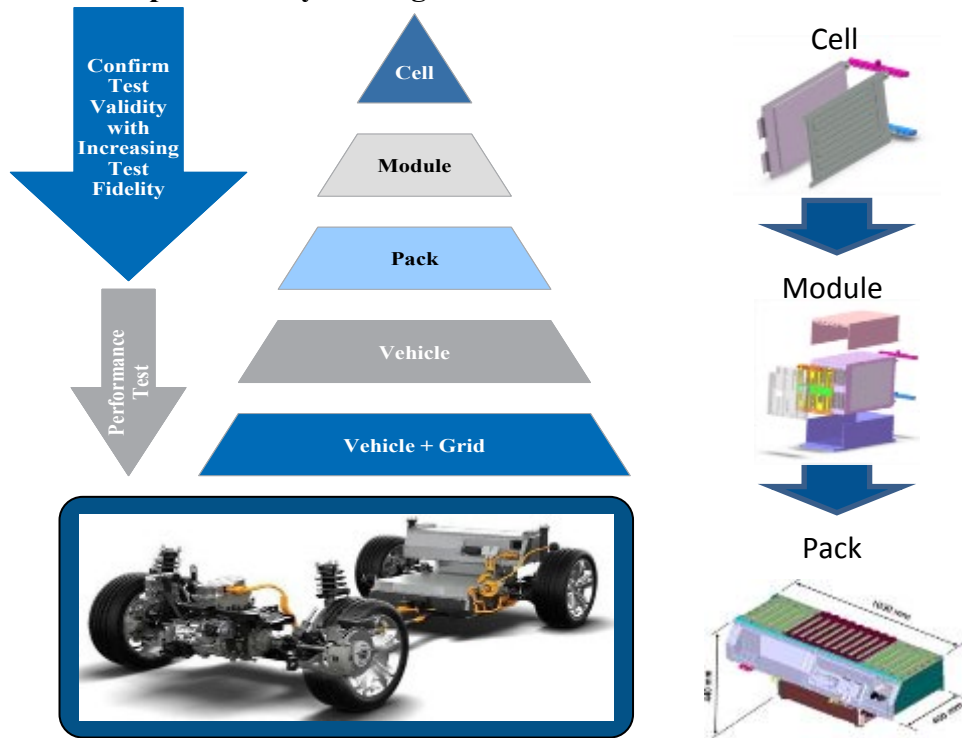 Confirm
Test
Validity
with
Increasing
Test
Fidelity
Performance
Test
Cell
Module
Pack
Vehicle
Vehicle + Grid
Cell
Module
Pack